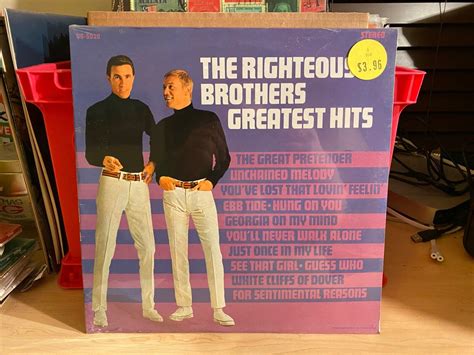 STEREO
$3.96
THE RIGHTEOUS
BROTHERS
GREATEST HITS
THE GREAT PRETENDER
UNCHAINED MELODY
YOU'VE LOST THAT LOVIN' FEELIN'
EBB TIDE • HUNG ON YOU
GEORGIA ON MY MIND
YOU'LL NEVER WALK ALONE
JUST ONCE IN MY LIFE
SEE THAT GIRL • GUESS WHO
WHITE CLIFFS OF DOVER
FOR SENTIMENTAL REASONS